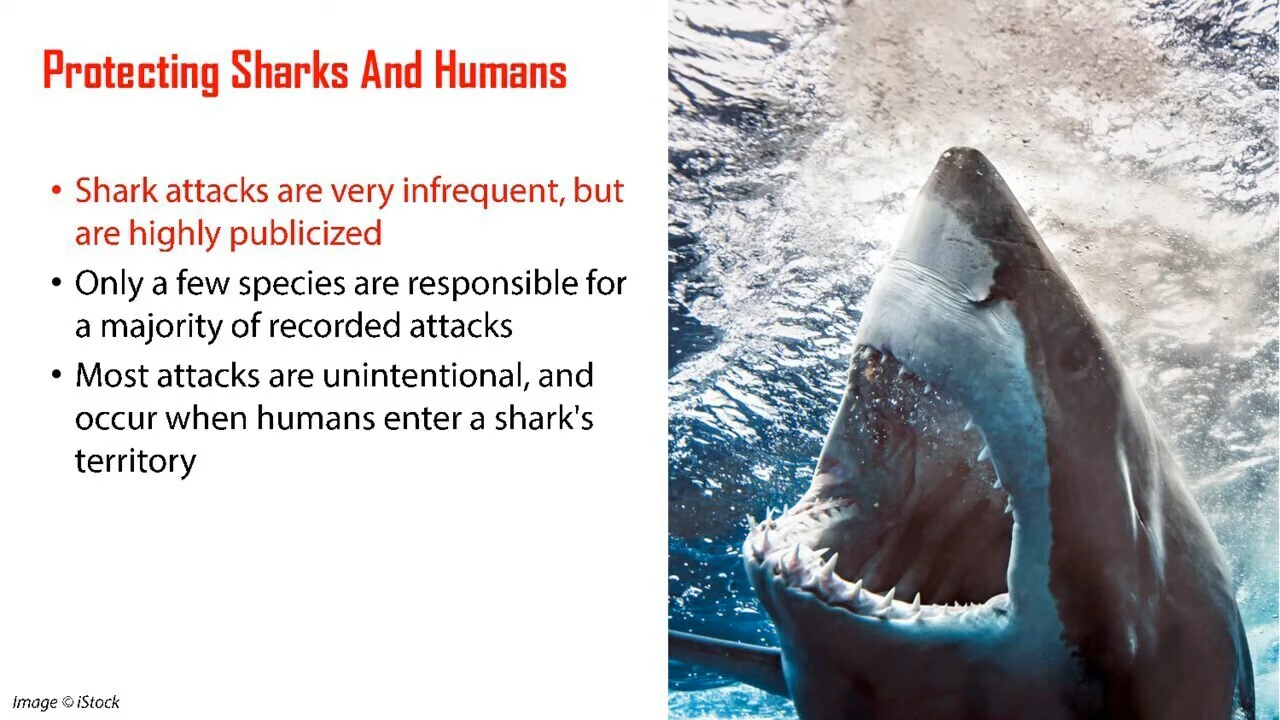 Protecting Sharks And Humans
• Shark attacks are very infrequent, but
are highly publicized
• Only a few species are responsible for
a majority of recorded attacks
• Most attacks are unintentional, and
occur when humans enter a shark's
territory
Image © iStock